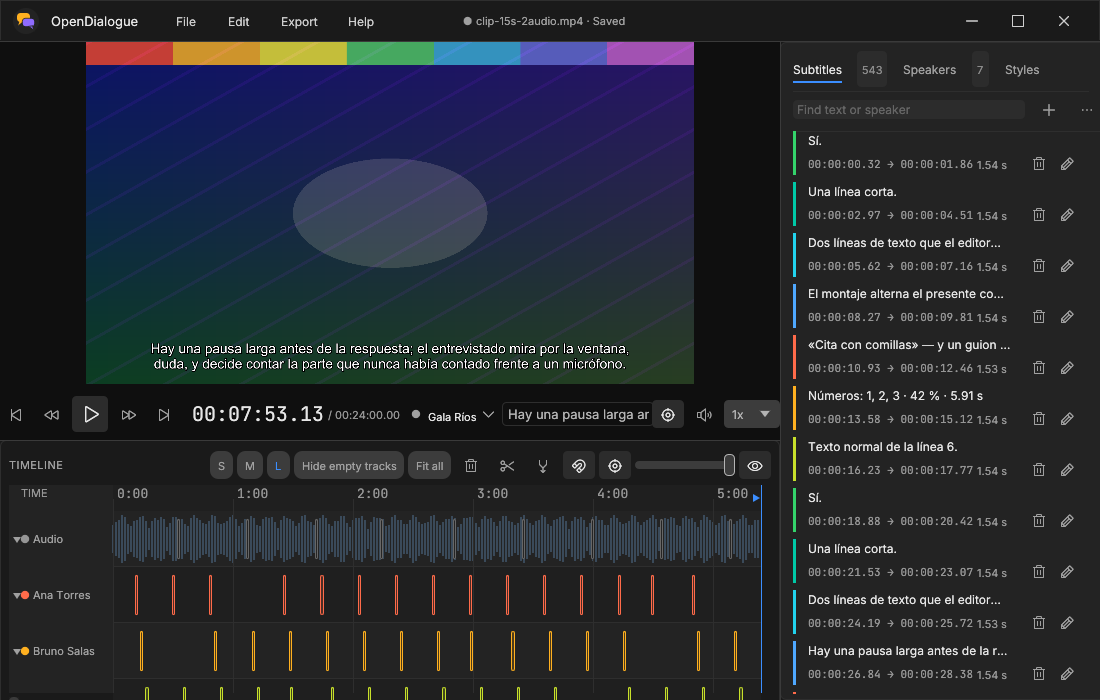 OpenDialogue
File
Edit
Export
Help
clip-15s-2audio.mp4 · Saved
Hay una pausa larga antes de la respuesta; el entrevistado mira por la ventana,
duda, y decide contar la parte que nunca había contado frente a un micrófono.
00:07:53.13 / 00:24:00.00
Gala Ríos
Hay una pausa larga ar
1x
Subtitles
543
Speakers
7
Styles
Find text or speaker
Sí.
00:00:00.32 → 00:00:01.86 1.54 s
Una línea corta.
00:00:02.97 → 00:00:04.51 1.54 s
Dos líneas de texto que el editor...
00:00:05.62 → 00:00:07.16 1.54 s
El montaje alterna el presente co...
00:00:08.27 → 00:00:09.81 1.54 s
«Cita con comillas» — y un guion ...
00:00:10.93 → 00:00:12.46 1.53 s
Números: 1, 2, 3 · 42 % · 5.91 s
00:00:13.58 → 00:00:15.12 1.54 s
Texto normal de la línea 6.
00:00:16.23 → 00:00:17.77 1.54 s
Sí.
00:00:18.88 → 00:00:20.42 1.54 s
Una línea corta.
00:00:21.53 → 00:00:23.07 1.54 s
Dos líneas de texto que el editor...
00:00:24.19 → 00:00:25.72 1.53 s
Hay una pausa larga antes de la r...
00:00:26.84 → 00:00:28.38 1.54 s
TIMELINE
S
M
L
Hide empty tracks
Fit all
TIME
0:00
1:00
2:00
3:00
4:00
5:00
Audio
Ana Torres
Bruno Salas